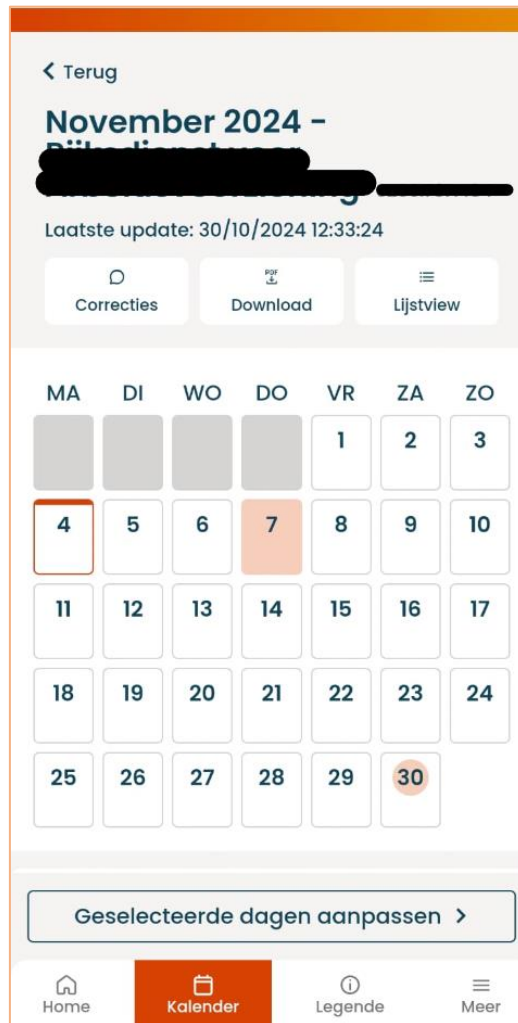 Terug
November 2024 -
Laatste update: 30/10/2024 12:33:24
Correcties
PDF
Download
Lijstview
MA DI WO DO VR ZA ZO
1 2 3
4 5 6 7 8 9 10
11 12 13 14 15 16 17
18 19 20 21 22 23 24
25 26 27 28 29 30
Geselecteerde dagen aanpassen
Home Kalender Legende Meer